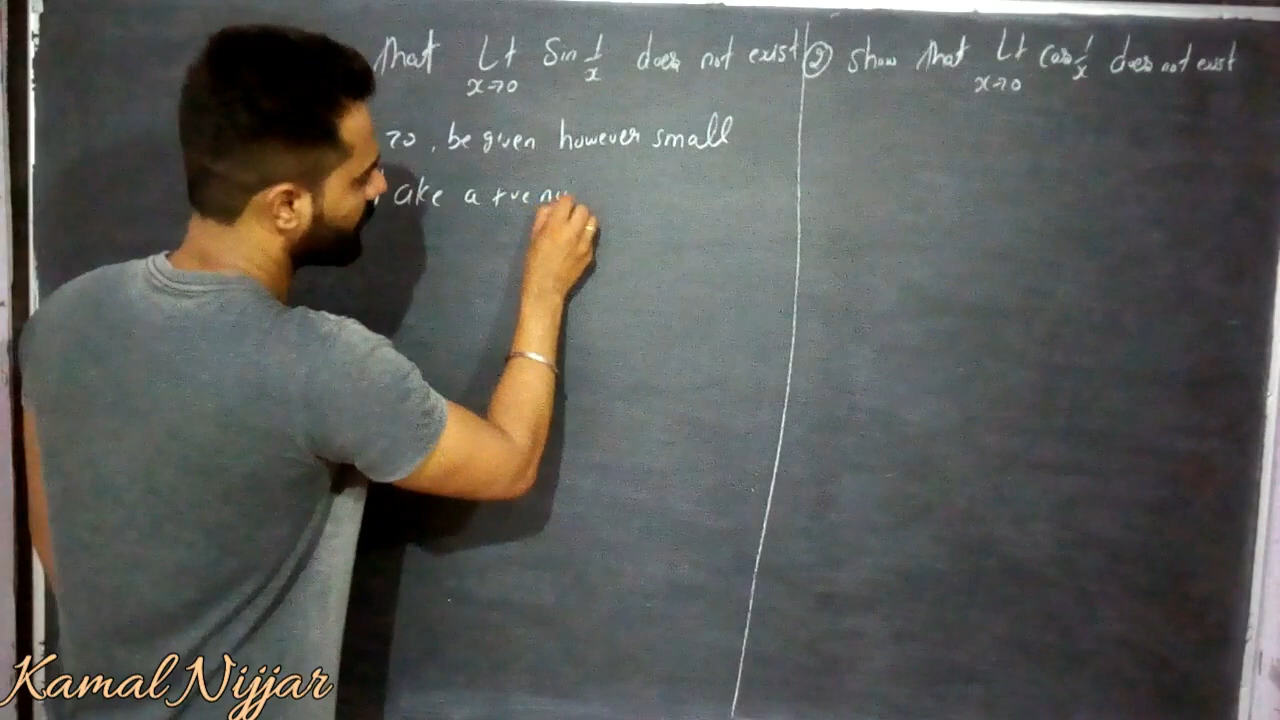 that Lt x→0 Sin 1/x does not exist
>0, be given however small
Take a +ve
② Show that Lt x→0 cos 1/x does not exist
Kamal Nijjar